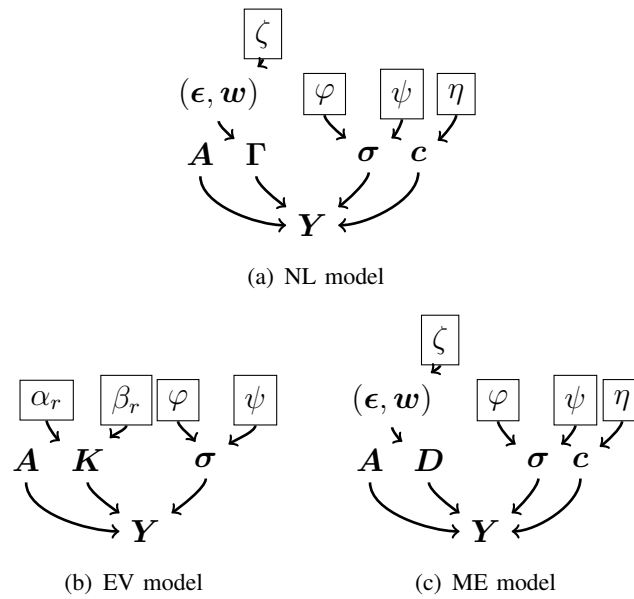 ζ
(ϵ, w) φ ψ η
A Γ σ c
Y
(a) NL model
ζ
α_r β_r φ ψ (ϵ, w) φ ψ η
A K σ A D σ c
Y Y
(b) EV model (c) ME model